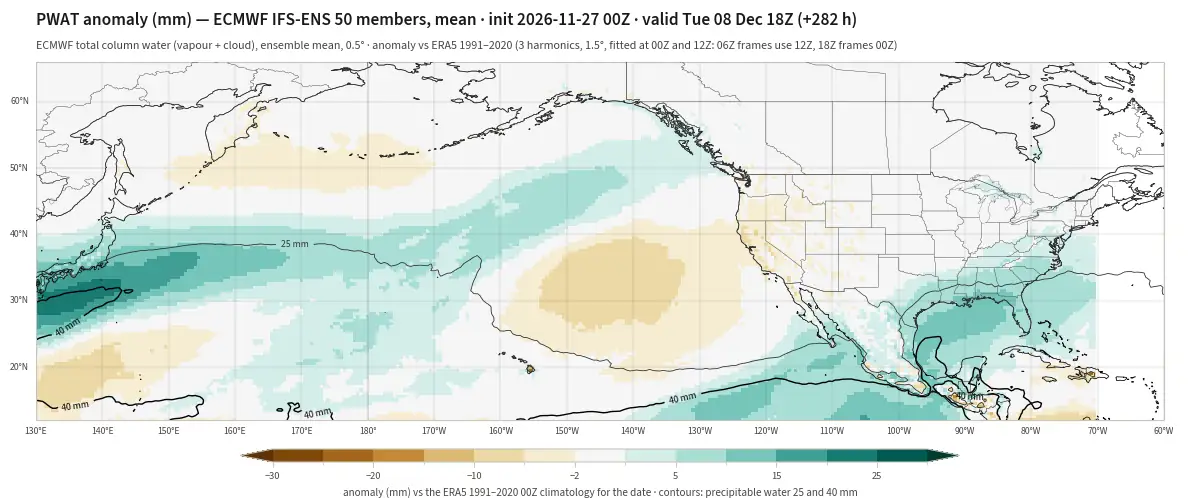 PWAT anomaly (mm) — ECMWF IFS-ENS 50 members, mean · init 2026-11-27 00Z · valid Tue 08 Dec 18Z (+282 h)
ECMWF total column water (vapour + cloud), ensemble mean, 0.5° · anomaly vs ERA5 1991–2020 (3 harmonics, 1.5°, fitted at 00Z and 12Z: 06Z frames use 12Z, 18Z frames 00Z)
60°N
50°N
40°N
25 mm
30°N
40 mm
20°N
40 mm
40 mm
40 mm
40 mm
130°E 140°E 150°E 160°E 170°E 180° 170°W 160°W 150°W 140°W 130°W 120°W 110°W 100°W 90°W 80°W 70°W 60°W
−30 −20 −10 −2 5 15 25
anomaly (mm) vs the ERA5 1991–2020 00Z climatology for the date · contours: precipitable water 25 and 40 mm